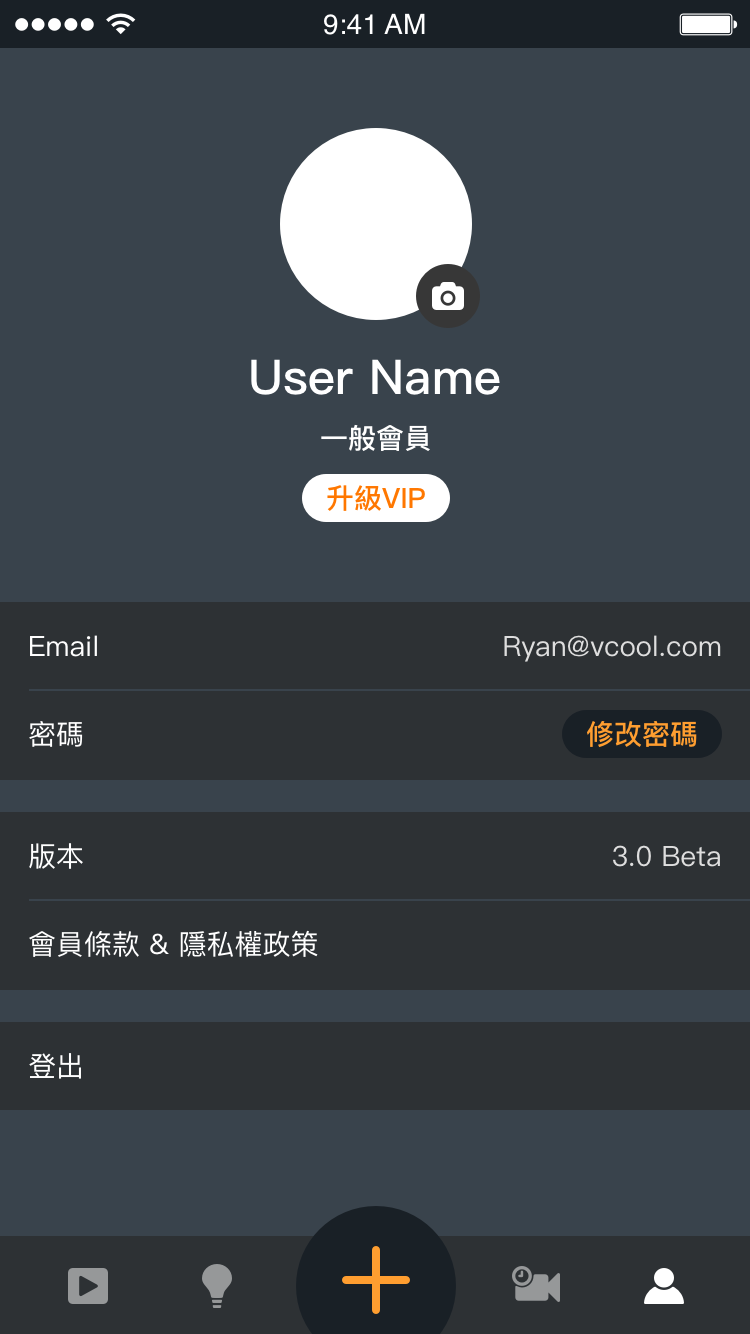 9:41 AM
User Name
一般會員
升級VIP
Email Ryan@vcool.com
密碼 修改密碼
版本 3.0 Beta
會員條款 & 隱私權政策
登出